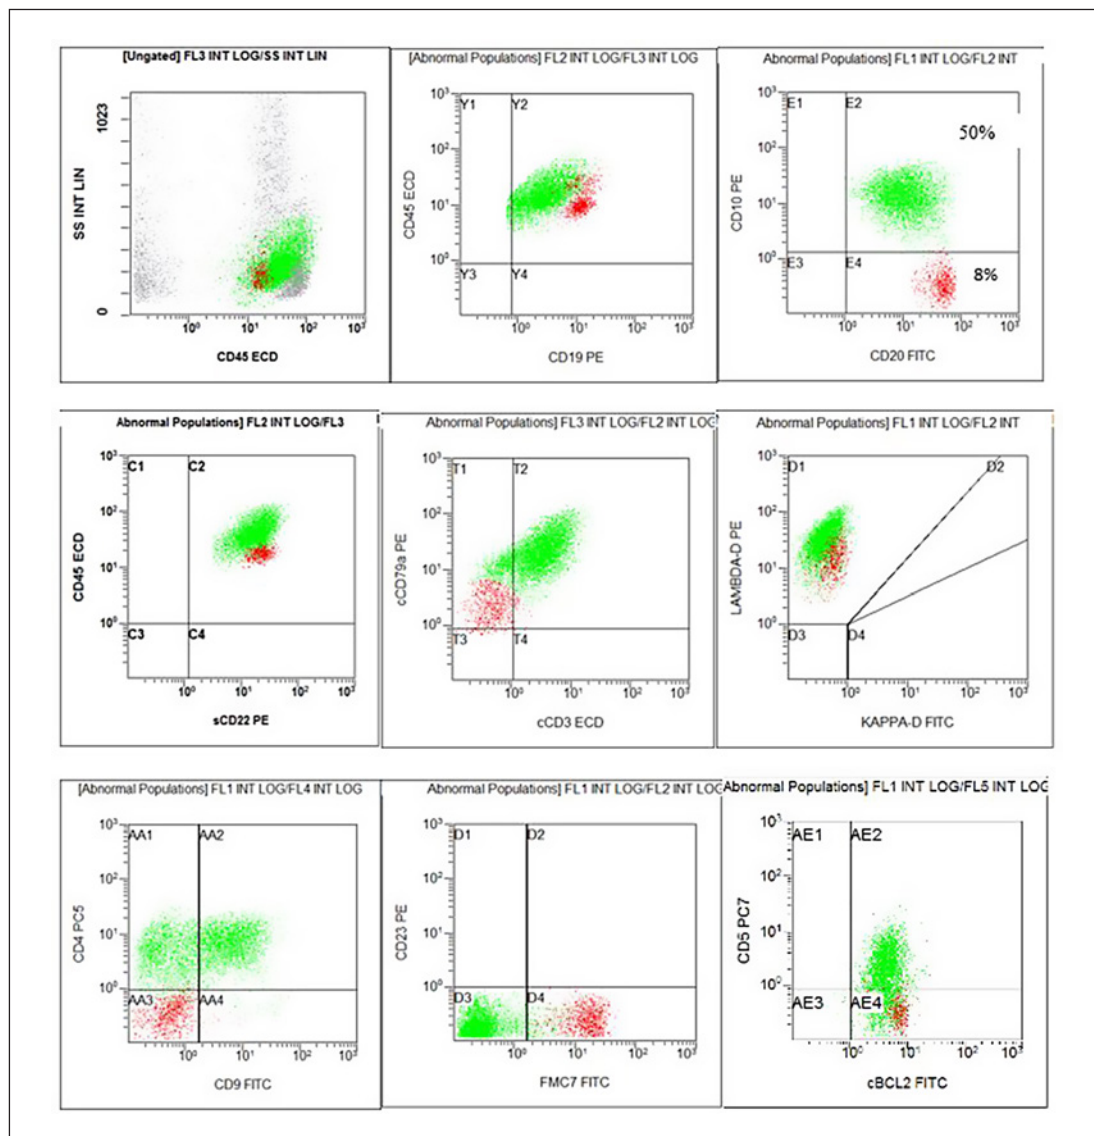 [Ungated] FL3 INT LOG/SS INT LIN
1023
SS INT LIN
0
10⁰ 10¹ 10² 10³
CD45 ECD
[Abnormal Populations] FL2 INT LOG/FL3 INT LOG
10³ Y1 Y2
10²
CD45 ECD
10¹
10⁰
Y3 Y4
10⁰ 10¹ 10² 10³
CD19 PE
Abnormal Populations] FL1 INT LOG/FL2 INT
10³ E1 E2
50%
10²
CD10 PE
10¹
10⁰
E3 E4
8%
10⁰ 10¹ 10² 10³
CD20 FITC
Abnormal Populations] FL2 INT LOG/FL3
10³ C1 C2
10²
CD45 ECD
10¹
10⁰
C3 C4
10⁰ 10¹ 10² 10³
sCD22 PE
Abnormal Populations] FL3 INT LOG/FL2 INT LOG
10³ T1 T2
10²
cCD79a PE
10¹
10⁰
T3 T4
10⁰ 10¹ 10² 10³
cCD3 ECD
Abnormal Populations] FL1 INT LOG/FL2 INT
10³ D1 D2
10²
LAMBDA-D PE
10¹
10⁰
D3 D4
10⁰ 10¹ 10² 10³
KAPPA-D FITC
[Abnormal Populations] FL1 INT LOG/FL4 INT LOG
10³ AA1 AA2
10²
CD4 PC5
10¹
10⁰
AA3 AA4
10⁰ 10¹ 10² 10³
CD9 FITC
Abnormal Populations] FL1 INT LOG/FL2 INT LOG
10³ D1 D2
10²
CD23 PE
10¹
10⁰
D3 D4
10⁰ 10¹ 10² 10³
FMC7 FITC
Abnormal Populations] FL1 INT LOG/FL5 INT LOG
10³ AE1 AE2
10²
CD5 PC7
10¹
10⁰
AE3 AE4
10⁰ 10¹ 10² 10³
cBCL2 FITC